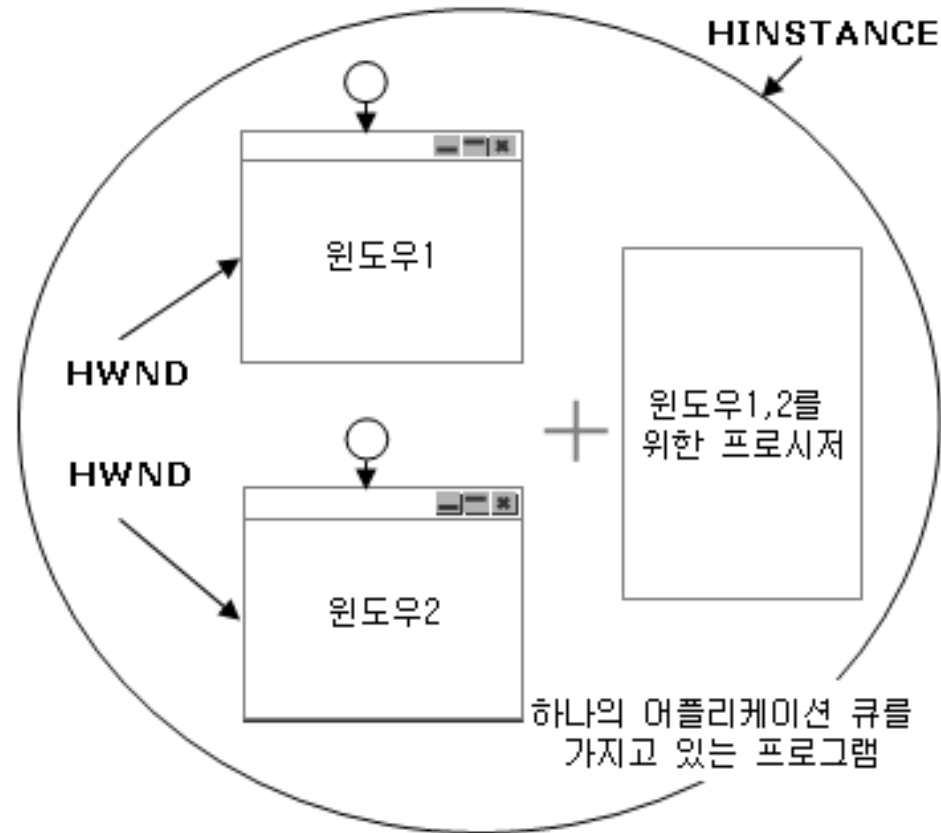 HINSTANCE
윈도우1
HWND
윈도우1,2를
위한 프로시저
HWND
윈도우2
하나의 어플리케이션 큐를
가지고 있는 프로그램